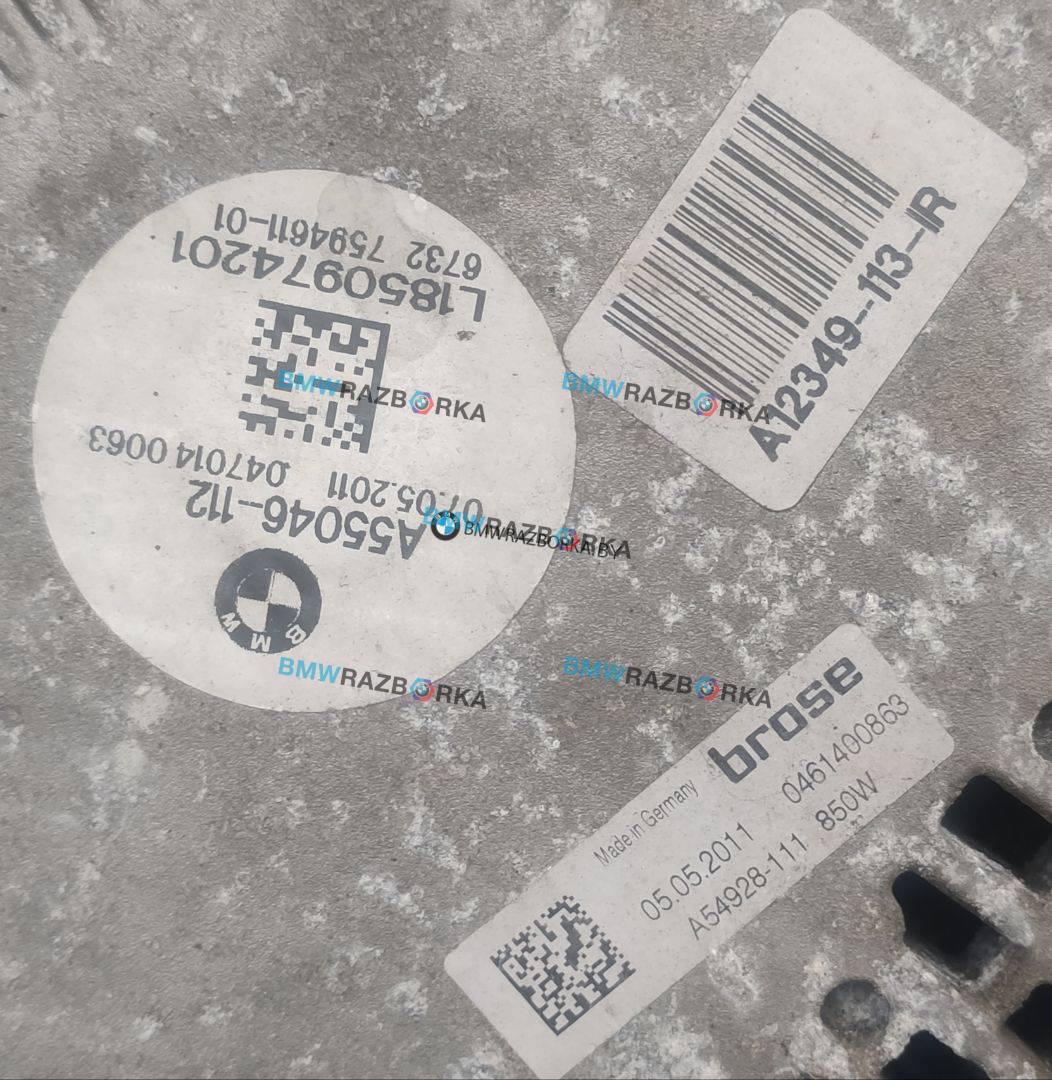 6732 7594611-01
L1850974201
07.05.2011 047014 0063
A55046-112
BMW
A12349-113-IR
brose
Made in Germany
05.05.2011 0461400863
A54928-111 850W
BMWRAZBORKA
BMWRAZBORKA
BMWRAZBORKA
BMWRAZBORKA.BY
BMWRAZBORKA
BMWRAZBORKA